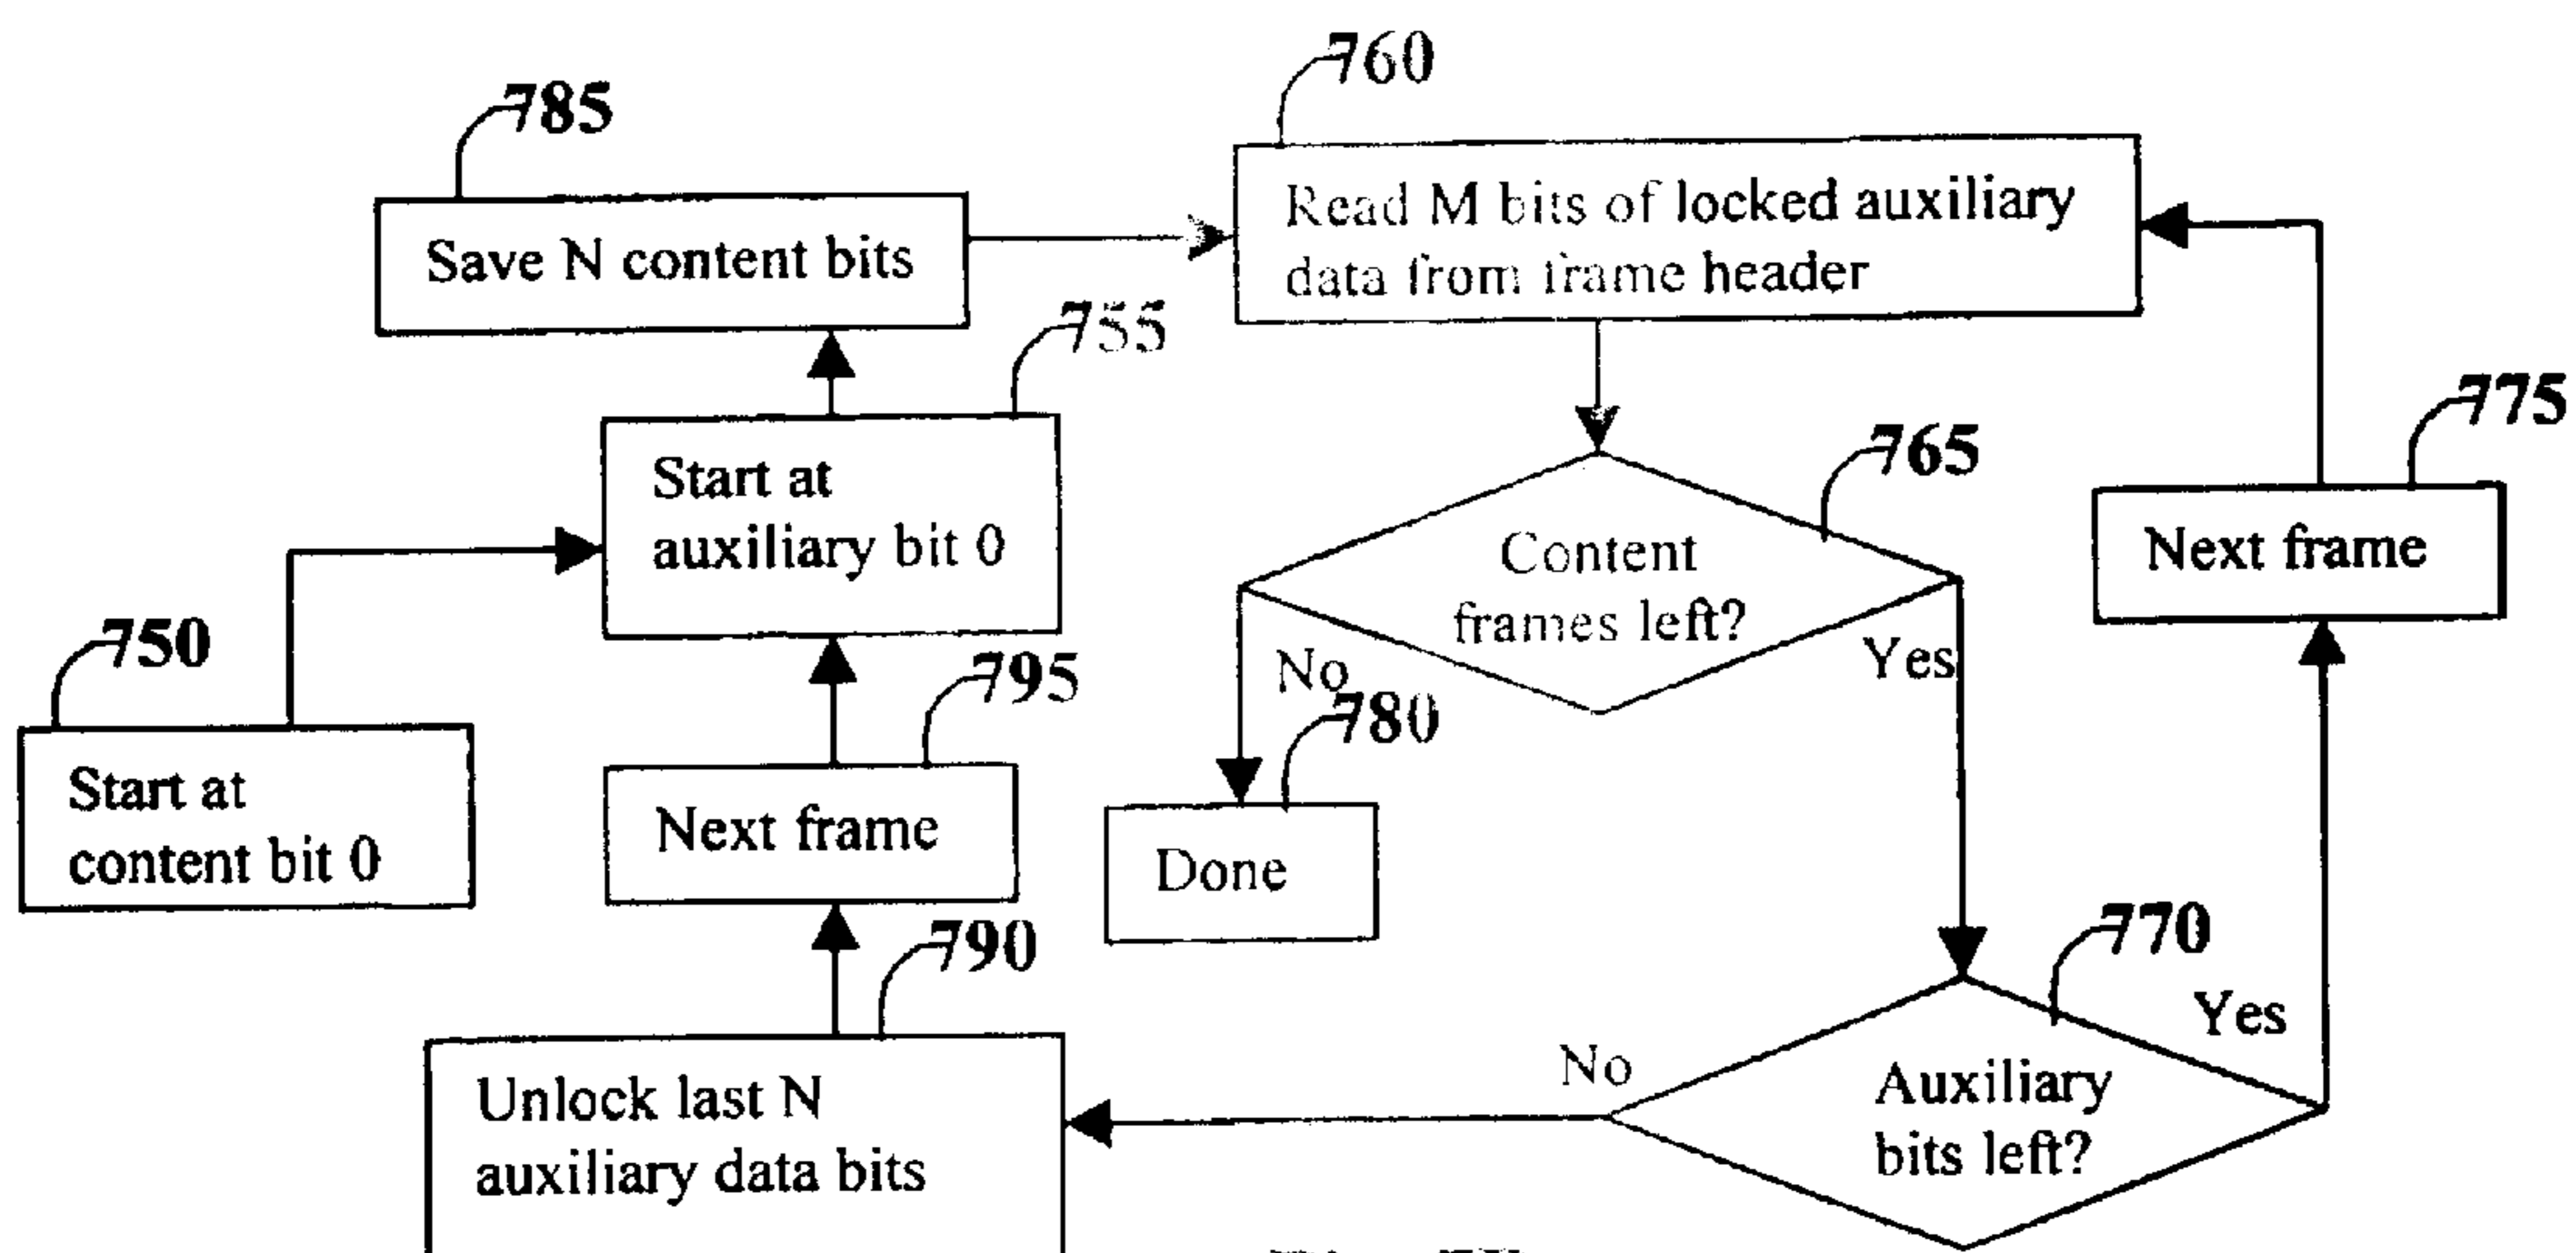 760
785
Read M bits of locked auxiliary
data from frame header
Save N content bits
755
775
765
Start at
auxiliary bit 0
Content
frames left?
Next frame
750
795
No
Yes
780
Start at
content bit 0
Next frame
Done
770
790
Yes
No
Unlock last N
auxiliary data bits
Auxiliary
bits left?